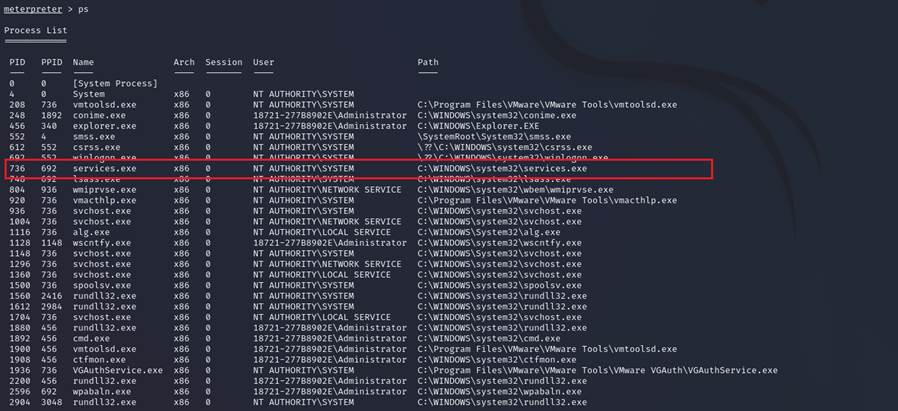 meterpreter > ps
Process List
PID PPID Name Arch Session User Path
0 0 [System Process]
4 0 System x86 0 NT AUTHORITY\SYSTEM
208 736 vmtoolsd.exe x86 0 NT AUTHORITY\SYSTEM C:\Program Files\VMware\VMware Tools\vmtoolsd.exe
248 1892 conime.exe x86 0 18721-277B8902E\Administrator C:\WINDOWS\system32\conime.exe
456 340 explorer.exe x86 0 18721-277B8902E\Administrator C:\WINDOWS\Explorer.EXE
552 4 smss.exe x86 0 NT AUTHORITY\SYSTEM \SystemRoot\System32\smss.exe
612 552 csrss.exe x86 0 NT AUTHORITY\SYSTEM \??\C:\WINDOWS\system32\csrss.exe
692 552 winlogon.exe x86 0 NT AUTHORITY\SYSTEM \??\C:\WINDOWS\system32\winlogon.exe
736 692 services.exe x86 0 NT AUTHORITY\SYSTEM C:\WINDOWS\system32\services.exe
748 692 lsass.exe x86 0 NT AUTHORITY\SYSTEM C:\WINDOWS\system32\lsass.exe
804 936 wmiprvse.exe x86 0 NT AUTHORITY\NETWORK SERVICE C:\WINDOWS\system32\wbem\wmiprvse.exe
920 736 vmacthlp.exe x86 0 NT AUTHORITY\SYSTEM C:\Program Files\VMware\VMware Tools\vmacthlp.exe
936 736 svchost.exe x86 0 NT AUTHORITY\SYSTEM C:\WINDOWS\system32\svchost.exe
1004 736 svchost.exe x86 0 NT AUTHORITY\NETWORK SERVICE C:\WINDOWS\system32\svchost.exe
1116 736 alg.exe x86 0 NT AUTHORITY\LOCAL SERVICE C:\WINDOWS\System32\alg.exe
1128 1148 wscntfy.exe x86 0 18721-277B8902E\Administrator C:\WINDOWS\system32\wscntfy.exe
1148 736 svchost.exe x86 0 NT AUTHORITY\SYSTEM C:\WINDOWS\System32\svchost.exe
1296 736 svchost.exe x86 0 NT AUTHORITY\NETWORK SERVICE C:\WINDOWS\system32\svchost.exe
1360 736 svchost.exe x86 0 NT AUTHORITY\LOCAL SERVICE C:\WINDOWS\system32\svchost.exe
1500 736 spoolsv.exe x86 0 NT AUTHORITY\SYSTEM C:\WINDOWS\system32\spoolsv.exe
1560 2416 rundll32.exe x86 0 NT AUTHORITY\SYSTEM C:\WINDOWS\system32\rundll32.exe
1612 2984 rundll32.exe x86 0 NT AUTHORITY\SYSTEM C:\WINDOWS\system32\rundll32.exe
1704 736 svchost.exe x86 0 NT AUTHORITY\LOCAL SERVICE C:\WINDOWS\system32\svchost.exe
1880 456 rundll32.exe x86 0 18721-277B8902E\Administrator C:\WINDOWS\system32\rundll32.exe
1892 456 cmd.exe x86 0 18721-277B8902E\Administrator C:\WINDOWS\system32\cmd.exe
1900 456 vmtoolsd.exe x86 0 18721-277B8902E\Administrator C:\Program Files\VMware\VMware Tools\vmtoolsd.exe
1908 456 ctfmon.exe x86 0 18721-277B8902E\Administrator C:\WINDOWS\system32\ctfmon.exe
1936 736 VGAuthService.exe x86 0 NT AUTHORITY\SYSTEM C:\Program Files\VMware\VMware Tools\VMware VGAuth\VGAuthService.exe
2200 456 rundll32.exe x86 0 18721-277B8902E\Administrator C:\WINDOWS\system32\rundll32.exe
2596 692 wpabaln.exe x86 0 18721-277B8902E\Administrator C:\WINDOWS\system32\wpabaln.exe
2904 3048 rundll32.exe x86 0 NT AUTHORITY\SYSTEM C:\WINDOWS\system32\rundll32.exe